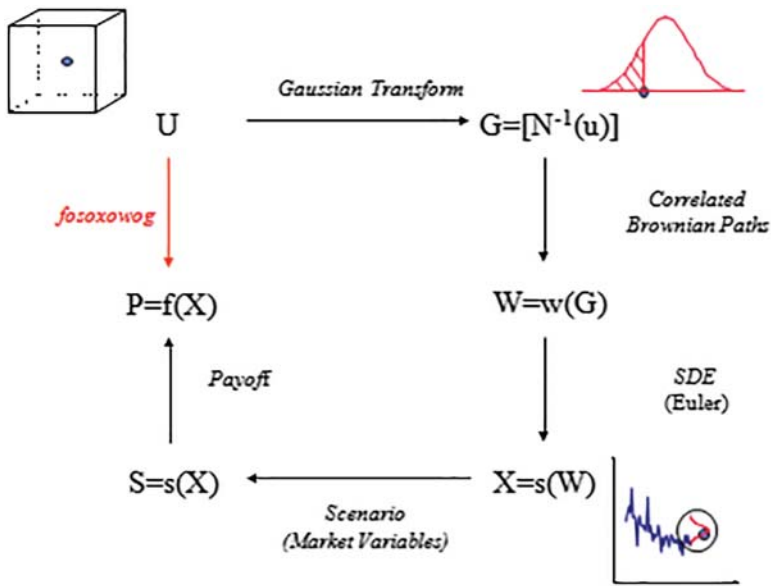 Gaussian Transform
U
G=[N⁻¹(u)]
fosoxowog
Correlated
Brownian Paths
P=f(X)
W=w(G)
Payoff
SDE
(Euler)
S=s(X)
X=s(W)
Scenario
(Market Variables)